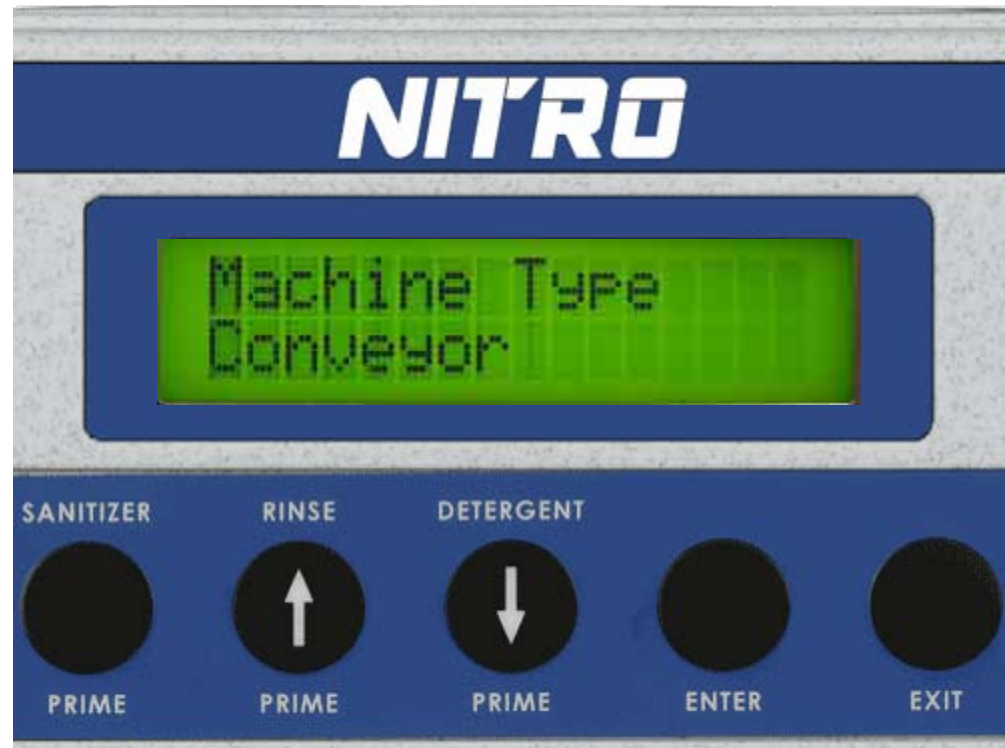 NITRO
Machine Type
Conveyor
SANITIZER RINSE DETERGENT
PRIME PRIME PRIME ENTER EXIT